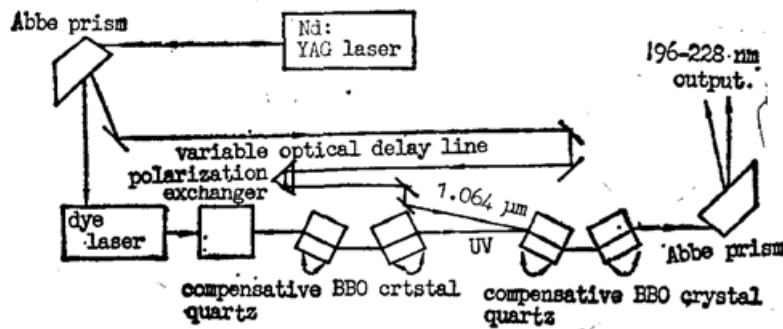 Abbe prism
Nd:
YAG laser
196-228 nm
output.
variable optical delay line
polarization
exchanger
1.064 μm
dye
laser
UV
Abbe prism
compensative BBO crtstal
quartz
compensative BBO crystal
quartz